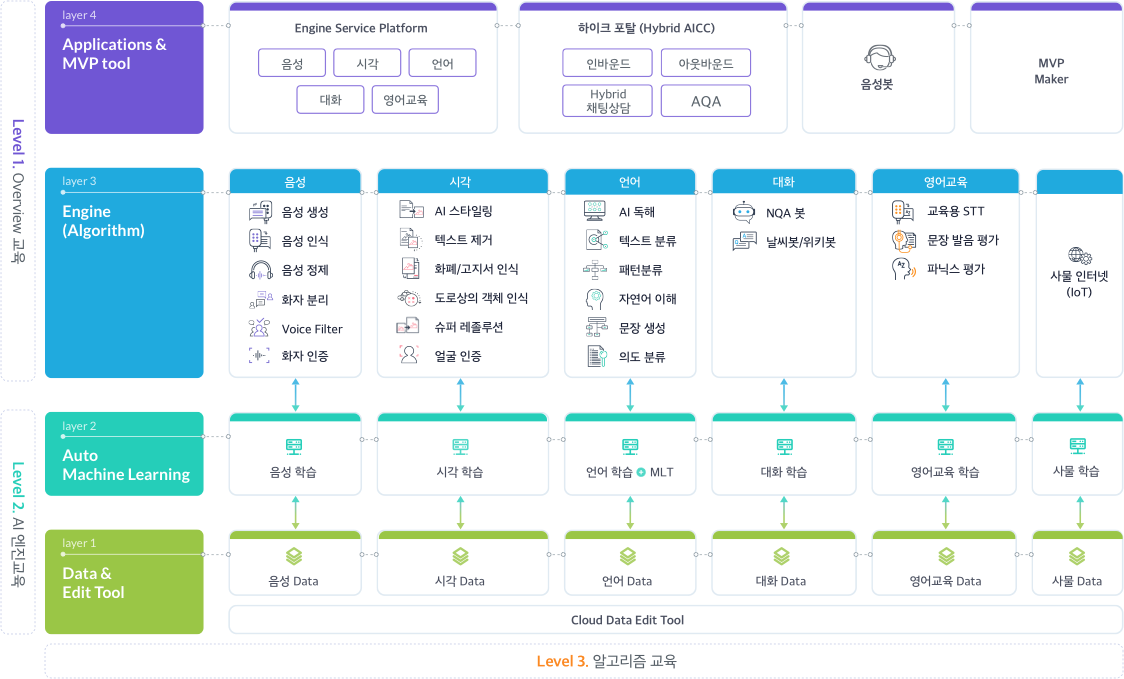 Level 1. Overview 교육
layer 4
Applications &
MVP tool
Engine Service Platform
음성
시각
언어
대화
영어교육
하이크 포탈 (Hybrid AICC)
인바운드
아웃바운드
Hybrid
채팅상담
AQA
음성봇
MVP
Maker
layer 3
Engine
(Algorithm)
음성
음성 생성
음성 인식
음성 정제
화자 분리
Voice Filter
화자 인증
시각
AI 스타일링
텍스트 제거
화폐/고지서 인식
도로상의 객체 인식
슈퍼 레졸루션
얼굴 인증
언어
AI 독해
텍스트 분류
패턴분류
자연어 이해
문장 생성
의도 분류
대화
NQA 봇
날씨봇/위키봇
영어교육
교육용 STT
문장 발음 평가
파닉스 평가
사물 인터넷
(IoT)
Level 2. AI 엔진교육
layer 2
Auto
Machine Learning
음성 학습
시각 학습
언어 학습 MLT
대화 학습
영어교육 학습
사물 학습
layer 1
Data &
Edit Tool
음성 Data
시각 Data
언어 Data
대화 Data
영어교육 Data
사물 Data
Cloud Data Edit Tool
Level 3. 알고리즘 교육